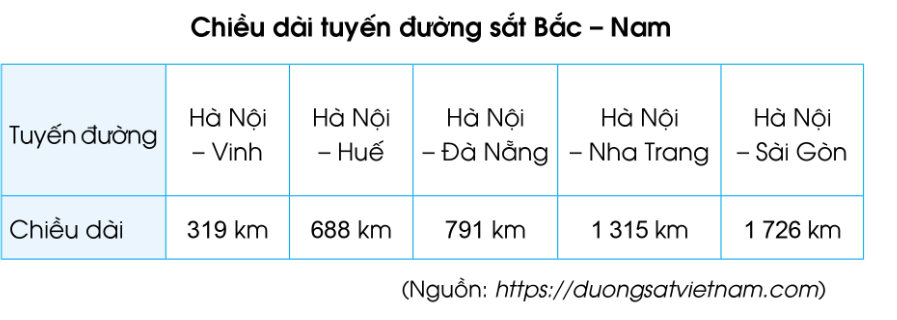 Chiều dài tuyến đường sắt Bắc – Nam
Tuyến đường
Hà Nội
– Vinh
Hà Nội
– Huế
Hà Nội
– Đà Nẵng
Hà Nội
– Nha Trang
Hà Nội
– Sài Gòn
Chiều dài
319 km
688 km
791 km
1 315 km
1 726 km
(Nguồn: https://duongsatvietnam.com)